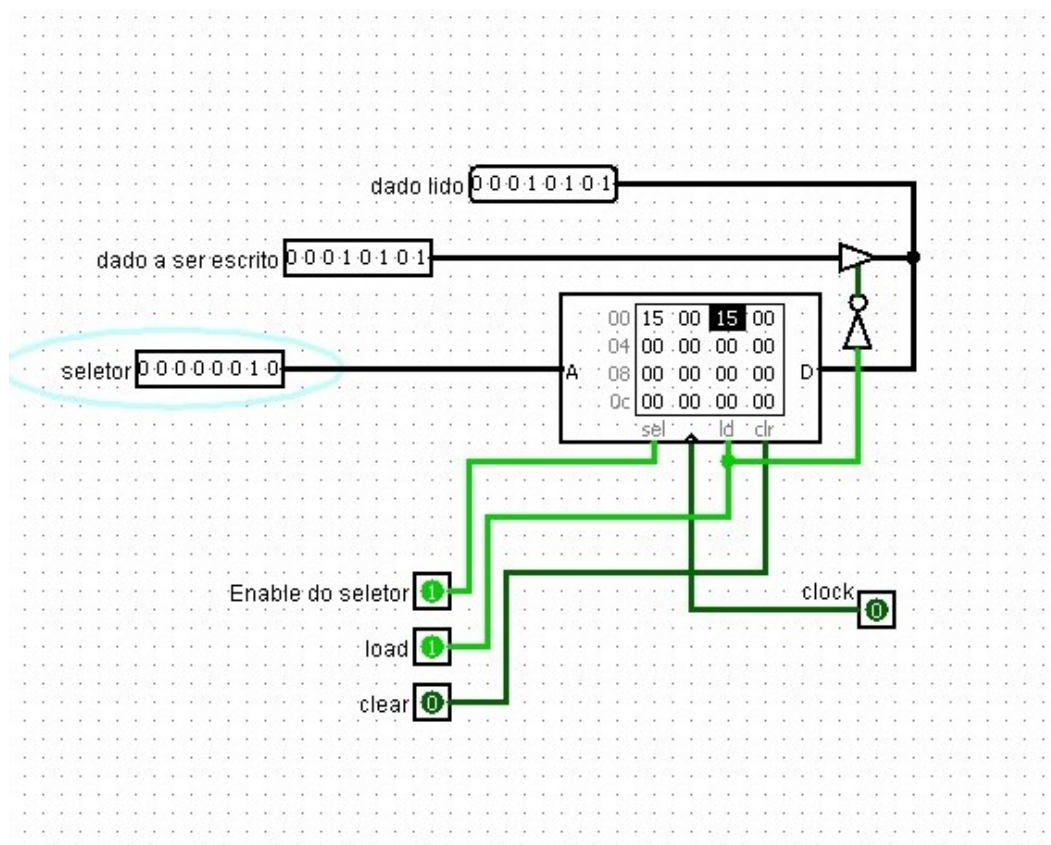 dado lido 0 0 0 1 0 1 0 1
dado a ser escrito 0 0 0 1 0 1 0 1
00 15 00 15 00
04 00 00 00 00
seletor 0 0 0 0 0 0 1 0 A 08 00 00 00 00 D
0c 00 00 00 00
sel ld clr
Enable do seletor 1
clock 0
load 1
clear 0